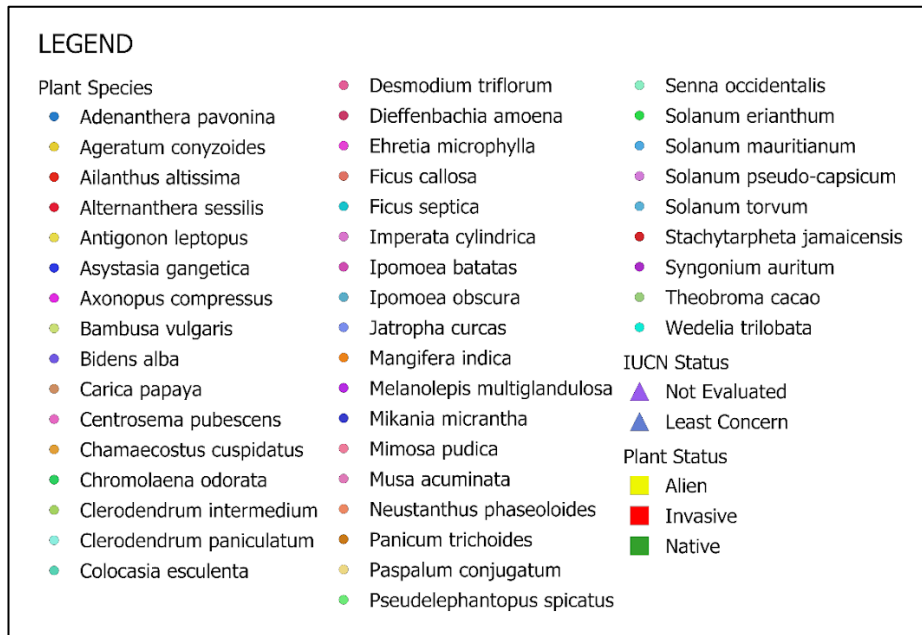 LEGEND
Plant Species
Adenanthera pavonina
Ageratum conyzoides
Ailanthus altissima
Alternanthera sessilis
Antigonon leptopus
Asystasia gangetica
Axonopus compressus
Bambusa vulgaris
Bidens alba
Carica papaya
Centrosema pubescens
Chamaecostus cuspidatus
Chromolaena odorata
Clerodendrum intermedium
Clerodendrum paniculatum
Colocasia esculenta
Desmodium triflorum
Dieffenbachia amoena
Ehretia microphylla
Ficus callosa
Ficus septica
Imperata cylindrica
Ipomoea batatas
Ipomoea obscura
Jatropha curcas
Mangifera indica
Melanolepis multiglandulosa
Mikania micrantha
Mimosa pudica
Musa acuminata
Neustanthus phaseoloides
Panicum trichoides
Paspalum conjugatum
Pseudelephantopus spicatus
Senna occidentalis
Solanum erianthum
Solanum mauritianum
Solanum pseudo-capsicum
Solanum torvum
Stachytarpheta jamaicensis
Syngonium auritum
Theobroma cacao
Wedelia trilobata
IUCN Status
Not Evaluated
Least Concern
Plant Status
Alien
Invasive
Native